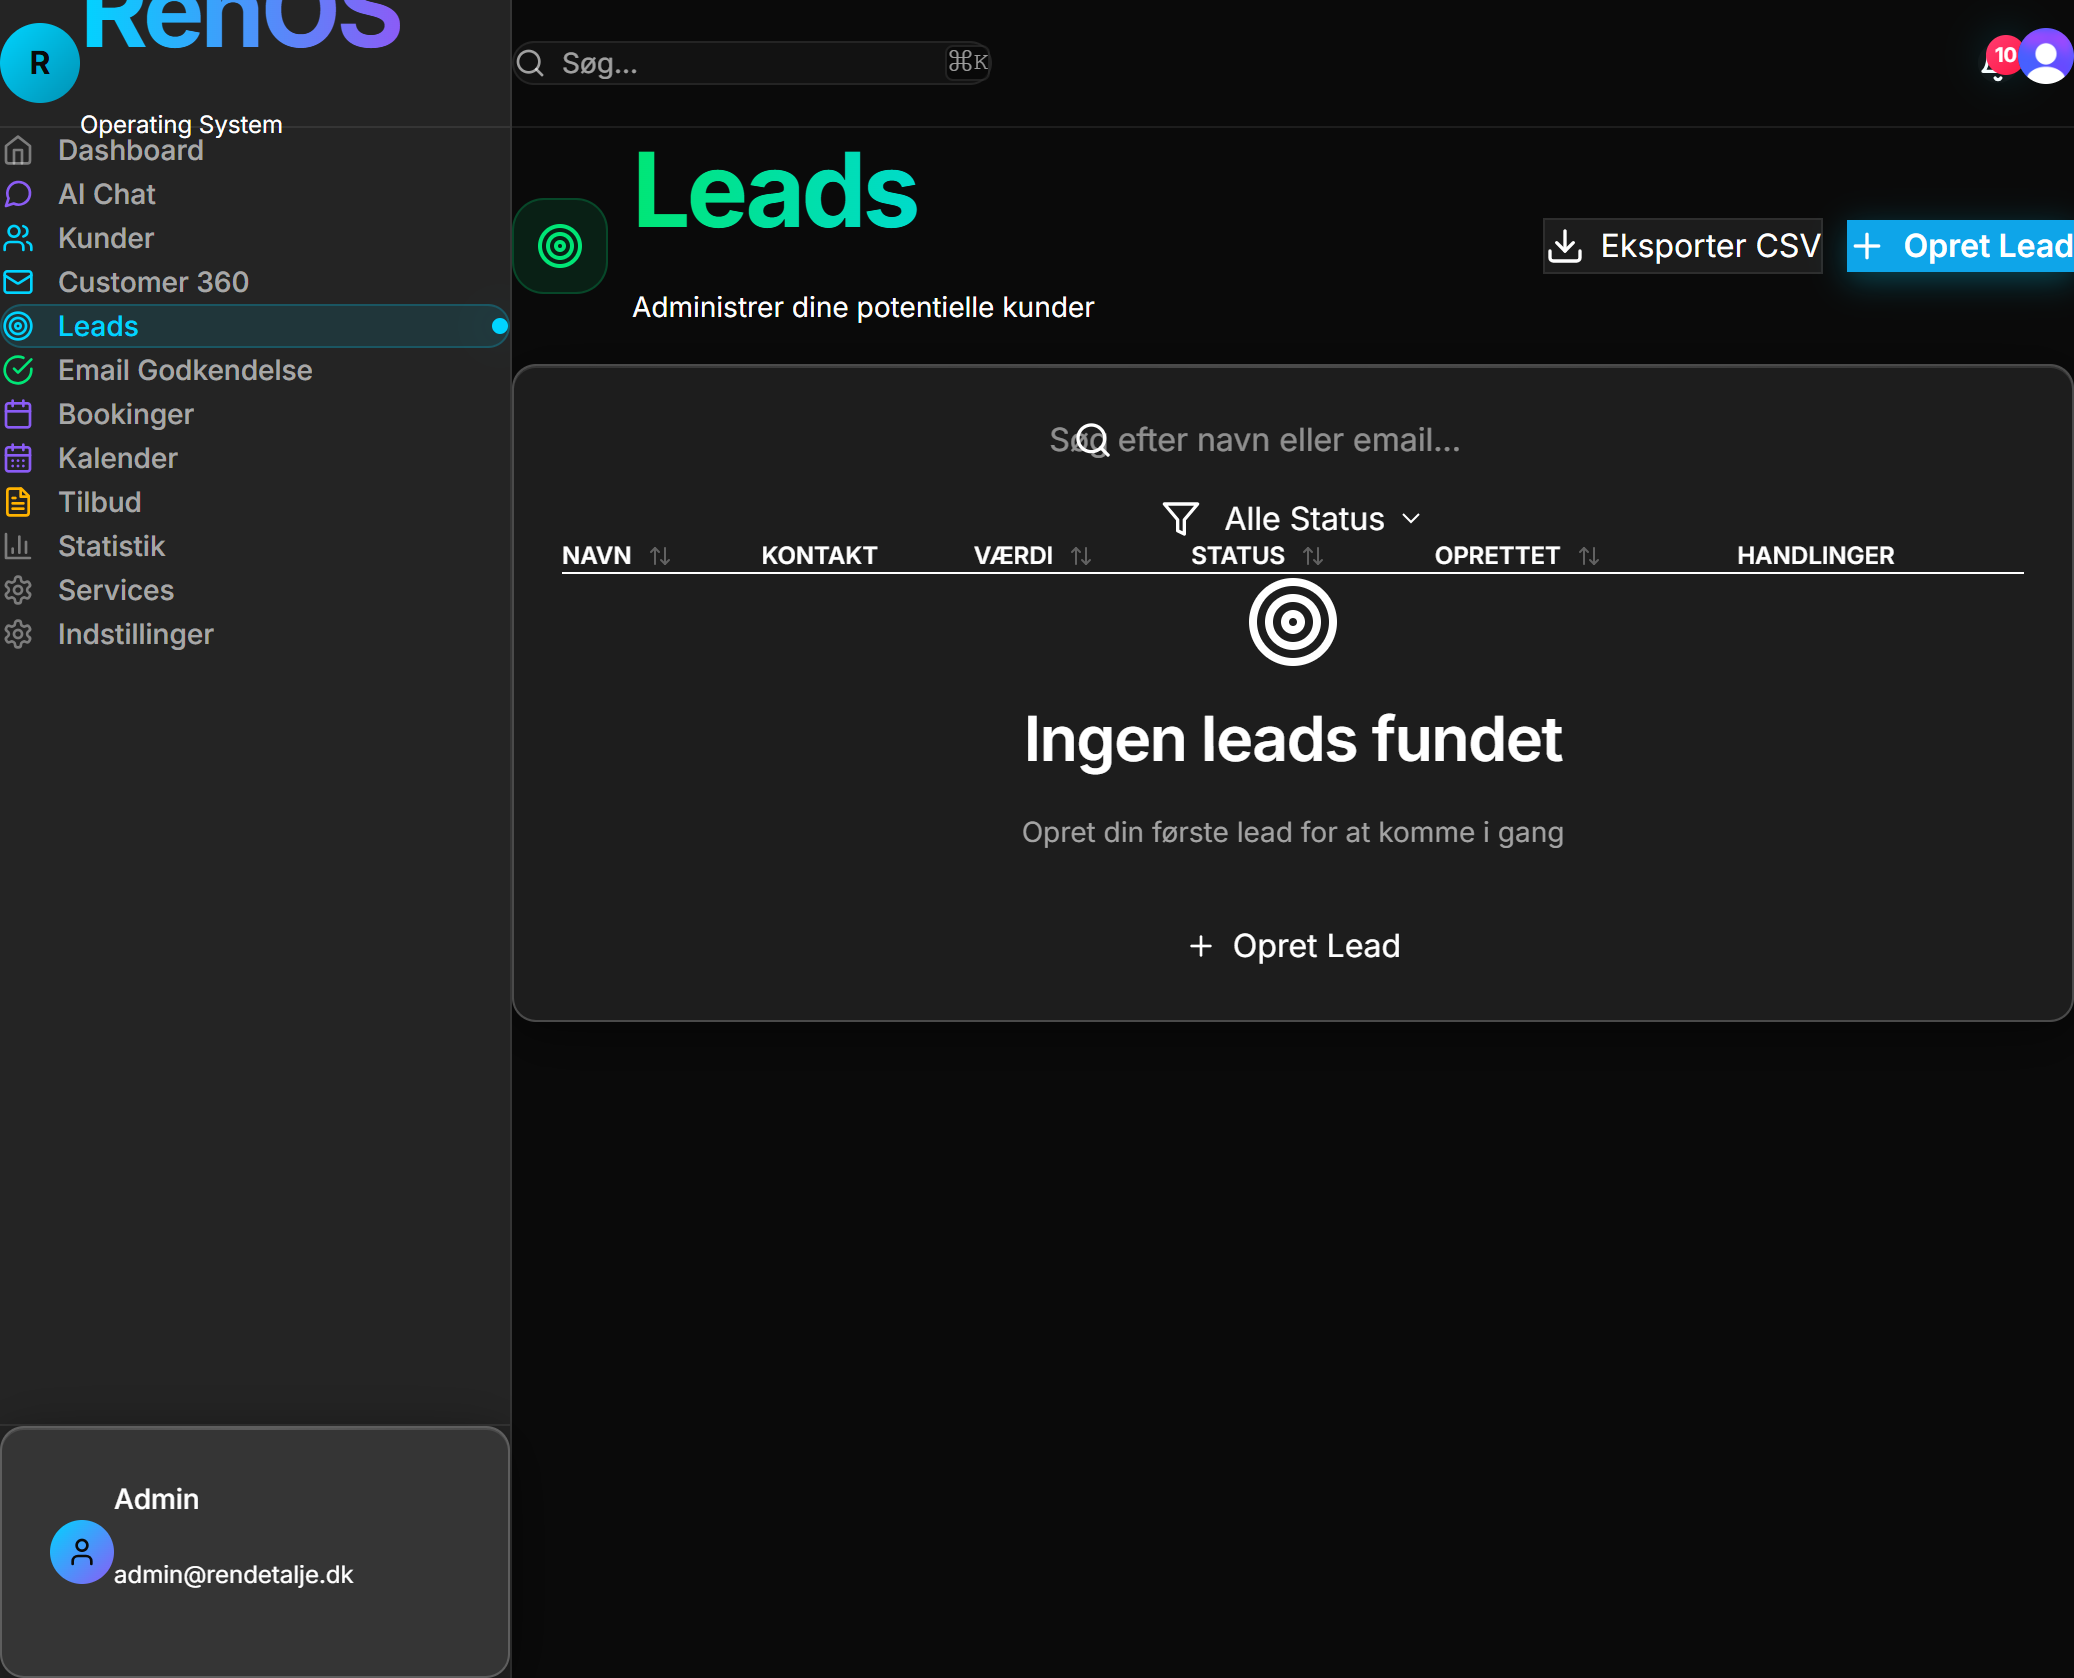 RenOS
R
Operating System
Dashboard
AI Chat
Kunder
Customer 360
Leads
Email Godkendelse
Bookinger
Kalender
Tilbud
Statistik
Services
Indstillinger
Admin
admin@rendetalje.dk
Søg...
⌘K
10
Leads
Administrer dine potentielle kunder
Eksporter CSV
Opret Lead
Søg efter navn eller email...
Alle Status
NAVN KONTAKT VÆRDI STATUS OPRETTET HANDLINGER
Ingen leads fundet
Opret din første lead for at komme i gang
Opret Lead